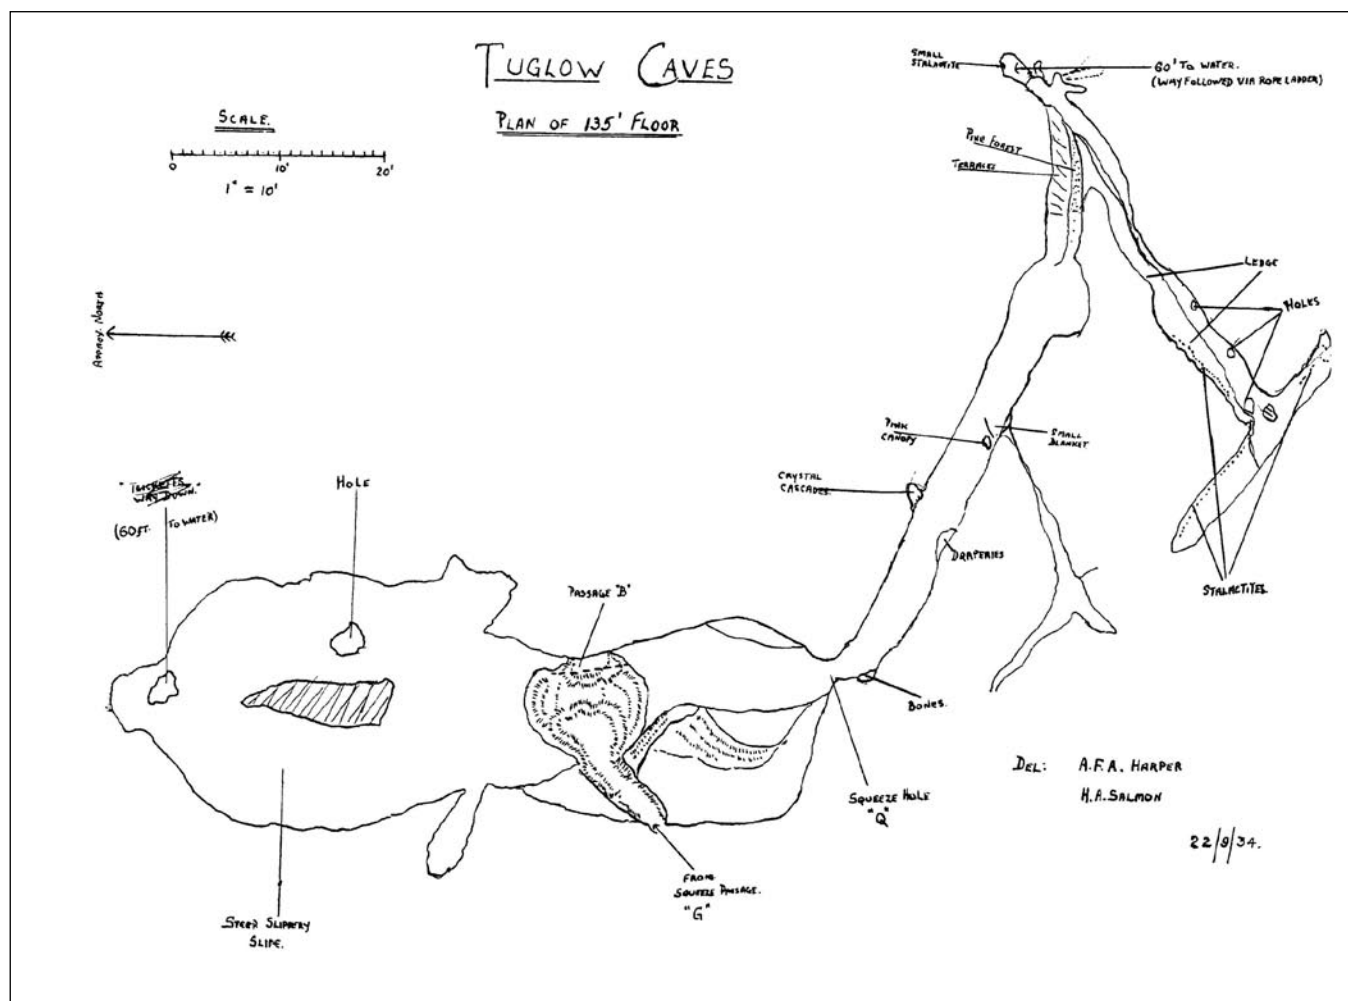 TUGLOW CAVES
PLAN OF 135' FLOOR
SCALE.
0 10' 20'
1" = 10'
APPROX. NORTH
SMALL
STALACTITE
60' TO WATER.
(WAY FOLLOWED VIA ROPE LADDER)
PINK FOREST
TERRACES
LEDGE
HOLES
PINK
CANOPY
SMALL
BLANKET
CRYSTAL
CASCADES.
DRAPERIES
STALACTITES.
WAY DOWN."
(60FT. TO WATER)
HOLE
PASSAGE "B"
BONES.
SQUEEZE HOLE
"Q"
DEL: A.F.A. HARPER
H.A. SALMON
22/9/34.
FROM
SQUEEZE PASSAGE.
"G"
STEEP SLIPPERY
SLIPE.